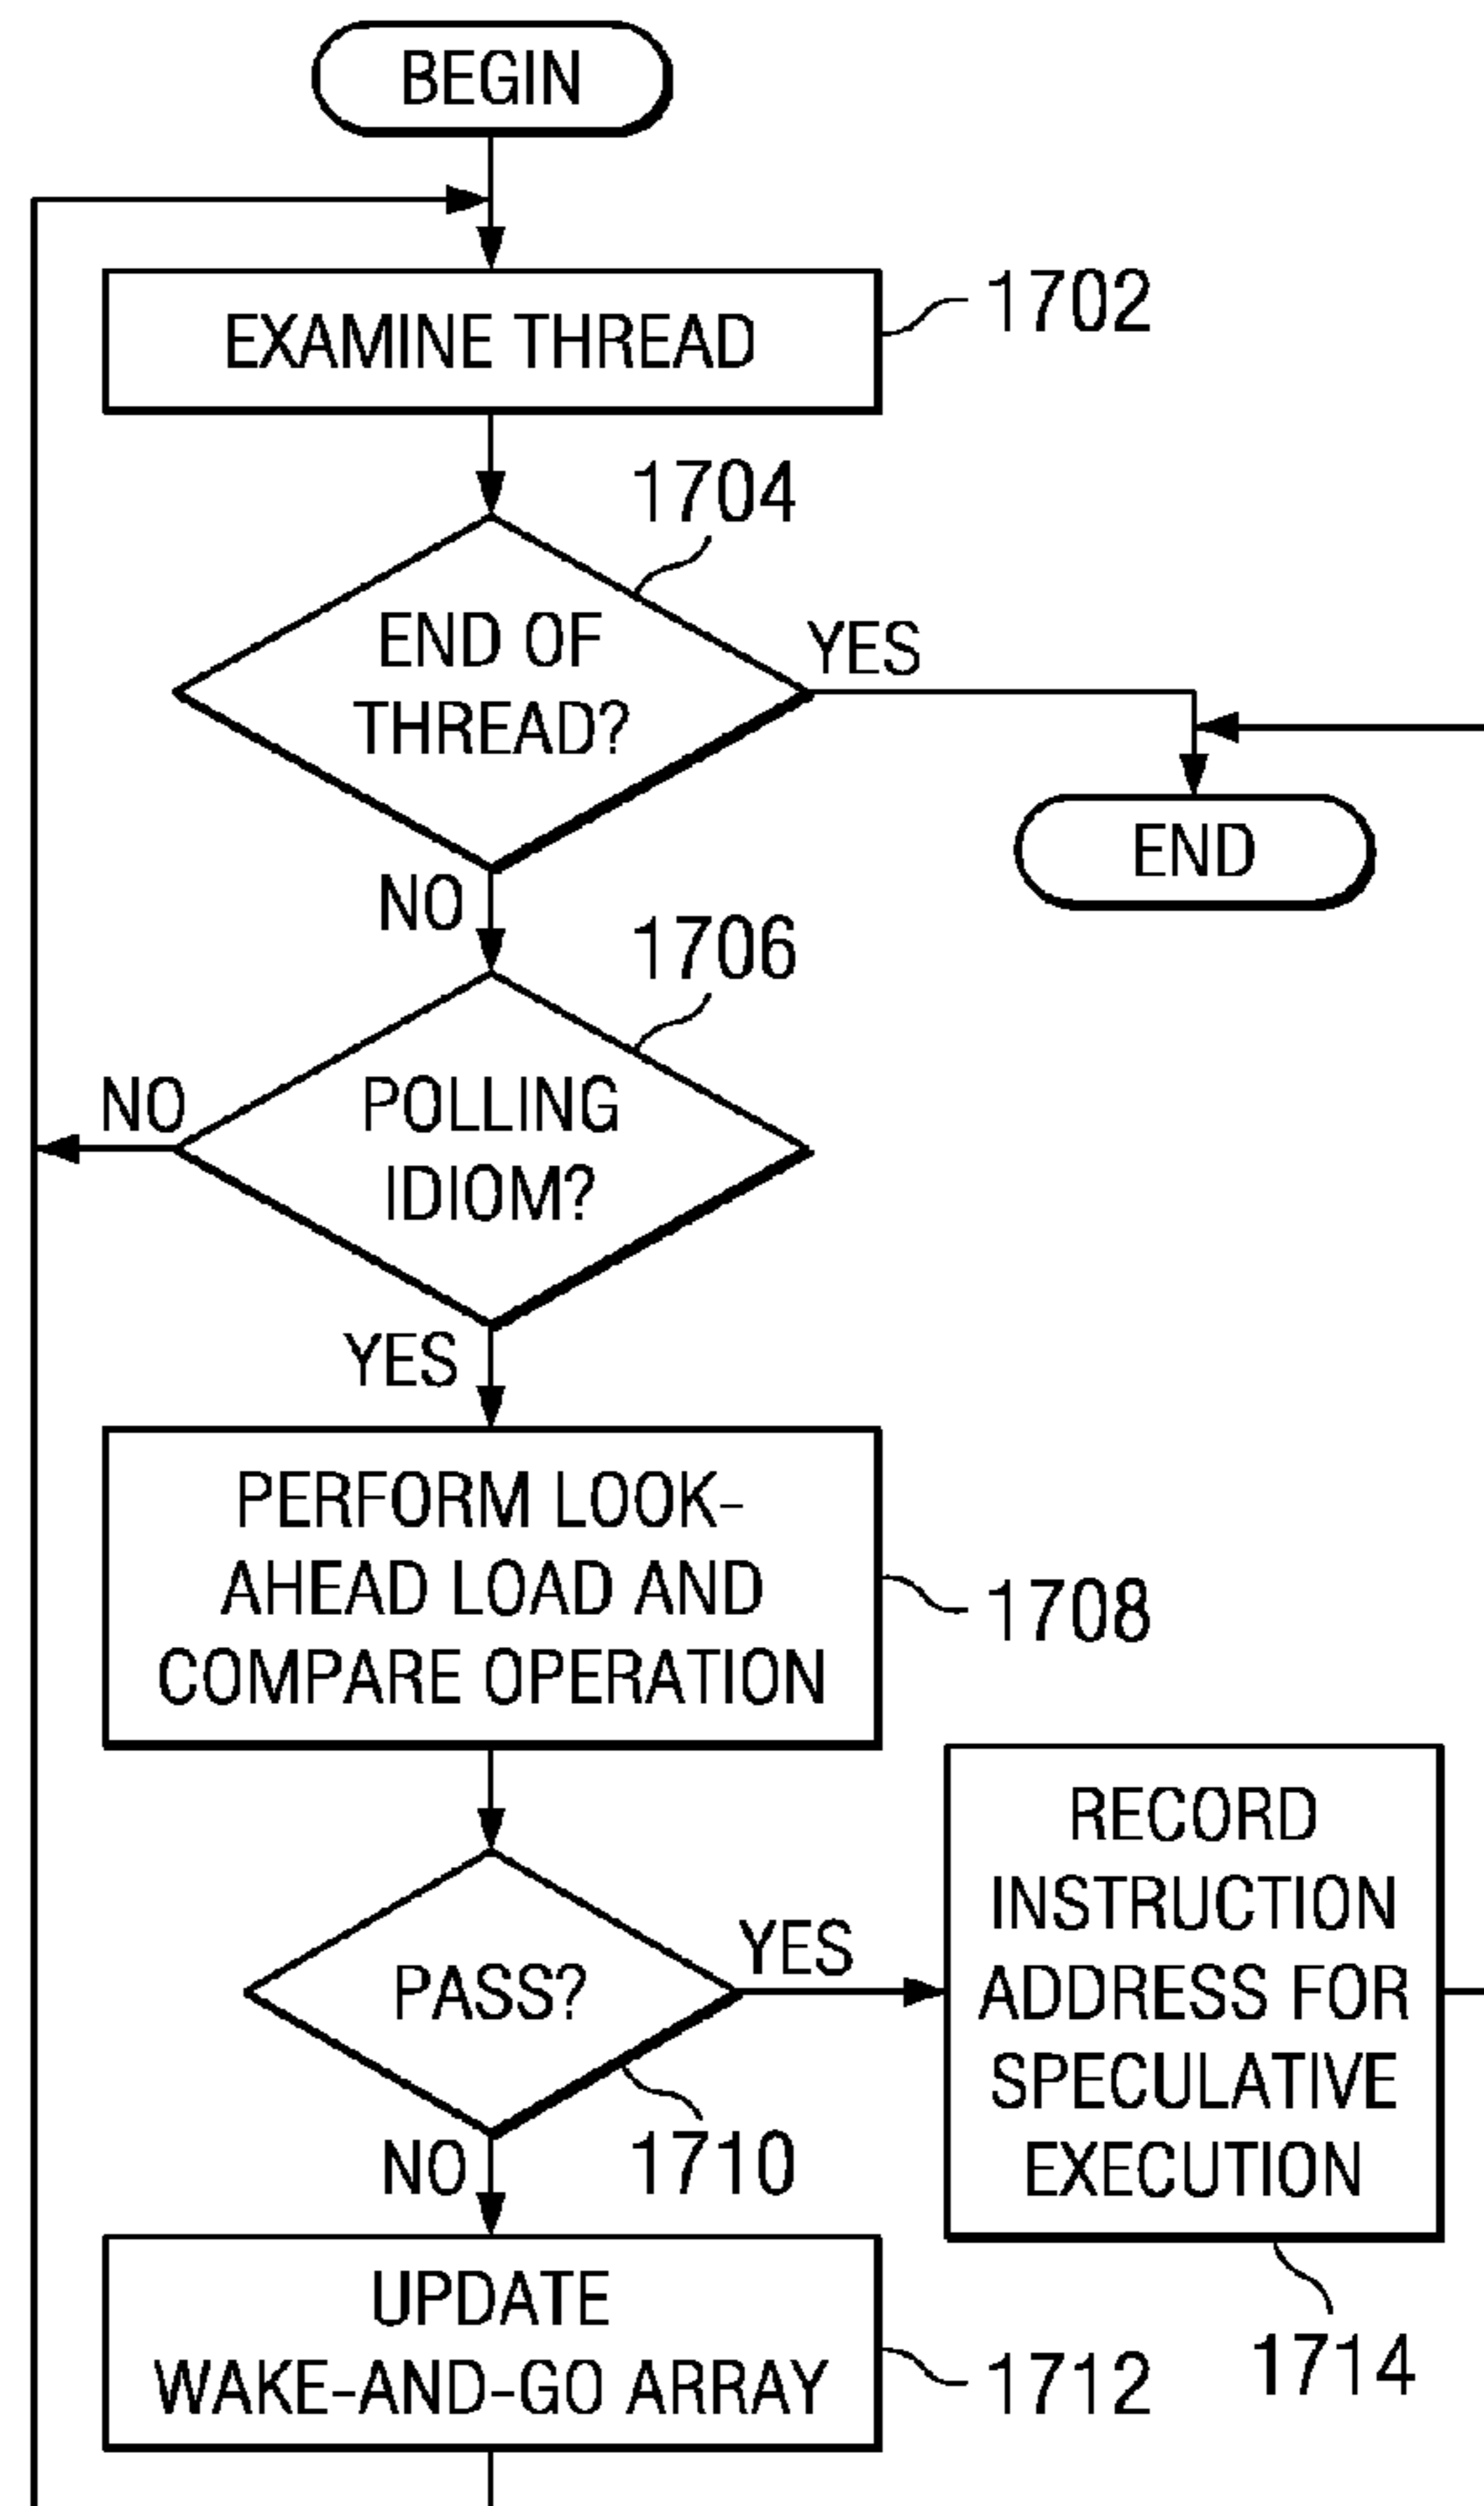 BEGIN
EXAMINE THREAD
1702
1704
END OF
THREAD?
YES
END
NO
1706
NO
POLLING
IDIOM?
YES
PERFORM LOOK-
AHEAD LOAD AND
COMPARE OPERATION
1708
PASS?
YES
1710
NO
RECORD
INSTRUCTION
ADDRESS FOR
SPECULATIVE
EXECUTION
1714
UPDATE
WAKE-AND-GO ARRAY
1712